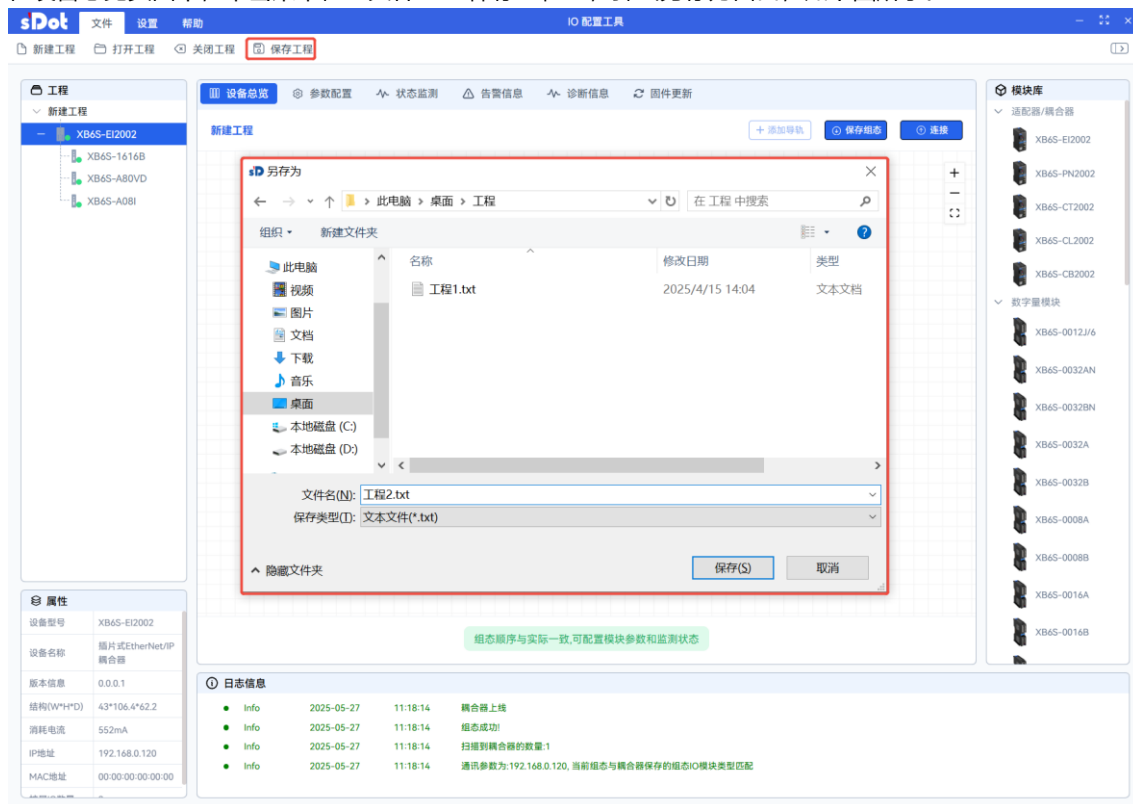 sDot 文件 设置 帮助 IO 配置工具
新建工程 打开工程 关闭工程 保存工程
工程
新建工程
XB6S-EI2002
XB6S-1616B
XB6S-A80VD
XB6S-A08I
设备总览 参数配置 状态监测 告警信息 诊断信息 固件更新
新建工程 + 添加导轨 保存组态 连接
sD 另存为
此电脑 › 桌面 › 工程 在 工程 中搜索
组织 新建文件夹
名称 修改日期 类型
工程1.txt 2025/4/15 14:04 文本文档
此电脑
视频
图片
文档
下载
音乐
桌面
本地磁盘 (C:)
本地磁盘 (D:)
文件名(N): 工程2.txt
保存类型(T): 文本文件(*.txt)
隐藏文件夹 保存(S) 取消
组态顺序与实际一致,可配置模块参数和监测状态
模块库
适配器/耦合器
XB6S-EI2002
XB6S-PN2002
XB6S-CT2002
XB6S-CL2002
XB6S-CB2002
数字量模块
XB6S-0012J/6
XB6S-0032AN
XB6S-0032BN
XB6S-0032A
XB6S-0032B
XB6S-0008A
XB6S-0008B
XB6S-0016A
XB6S-0016B
属性
设备型号 XB6S-EI2002
设备名称 插片式EtherNet/IP
耦合器
版本信息 0.0.0.1
结构(W*H*D) 43*106.4*62.2
消耗电流 552mA
IP地址 192.168.0.120
MAC地址 00:00:00:00:00:00
日志信息
Info 2025-05-27 11:18:14 耦合器上线
Info 2025-05-27 11:18:14 组态成功!
Info 2025-05-27 11:18:14 扫描到耦合器的数量:1
Info 2025-05-27 11:18:14 通讯参数为:192.168.0.120, 当前组态与耦合器保存的组态IO模块类型匹配